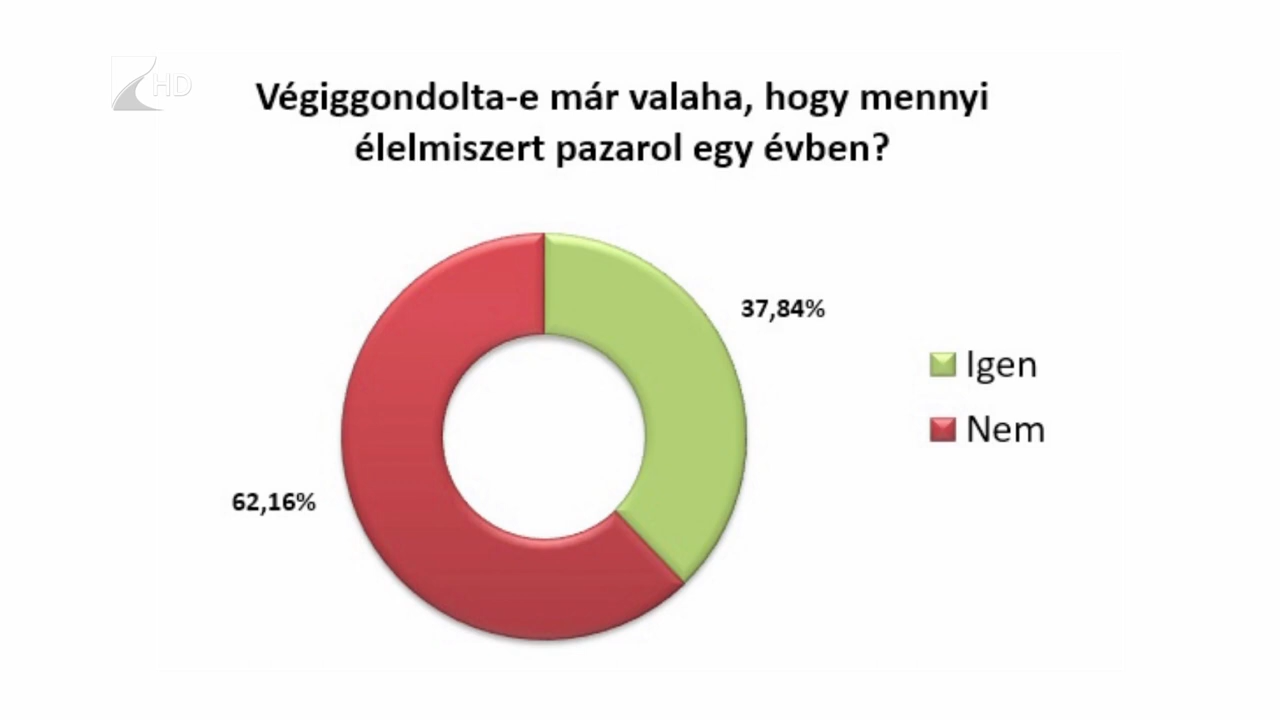 HD
Végiggondolta-e már valaha, hogy mennyi
élelmiszert pazarol egy évben?
37,84%
Igen
Nem
62,16%